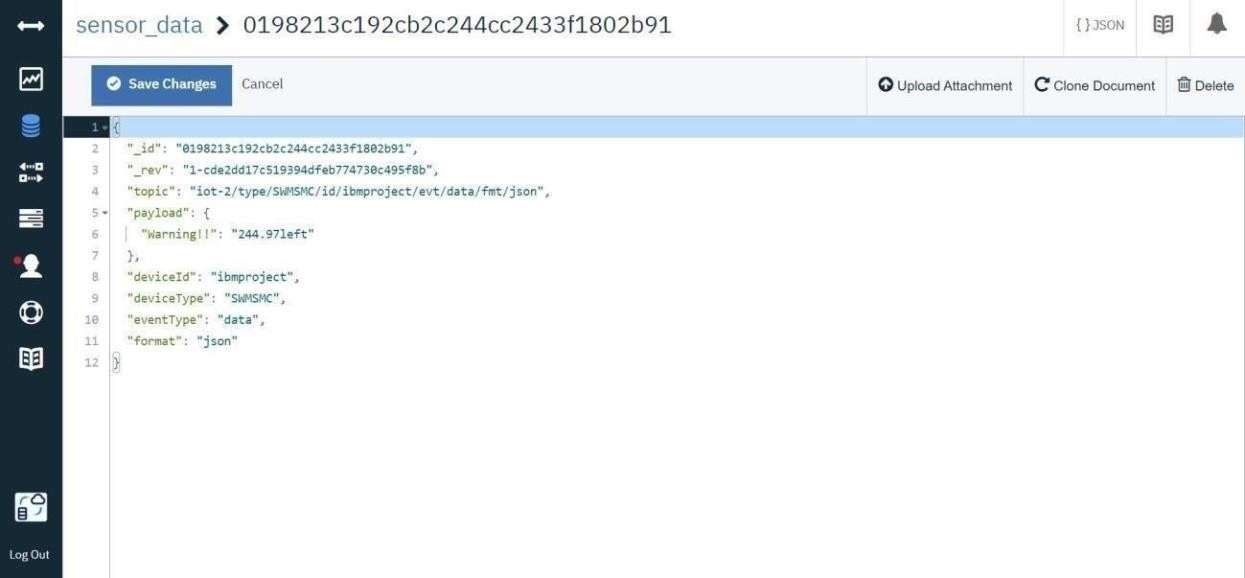 sensor_data > 0198213c192cb2c244cc2433f1802b91
{ } JSON
Save Changes Cancel
Upload Attachment Clone Document Delete
1 {
2 "_id": "0198213c192cb2c244cc2433f1802b91",
3 "_rev": "1-cde2dd17c519394dfeb774730c495f8b",
4 "topic": "iot-2/type/SWMSMC/id/ibmproject/evt/data/fmt/json",
5 "payload": {
6 "Warning!!": "244.97left"
7 },
8 "deviceId": "ibmproject",
9 "deviceType": "SWMSMC",
10 "eventType": "data",
11 "format": "json"
12 }
Log Out